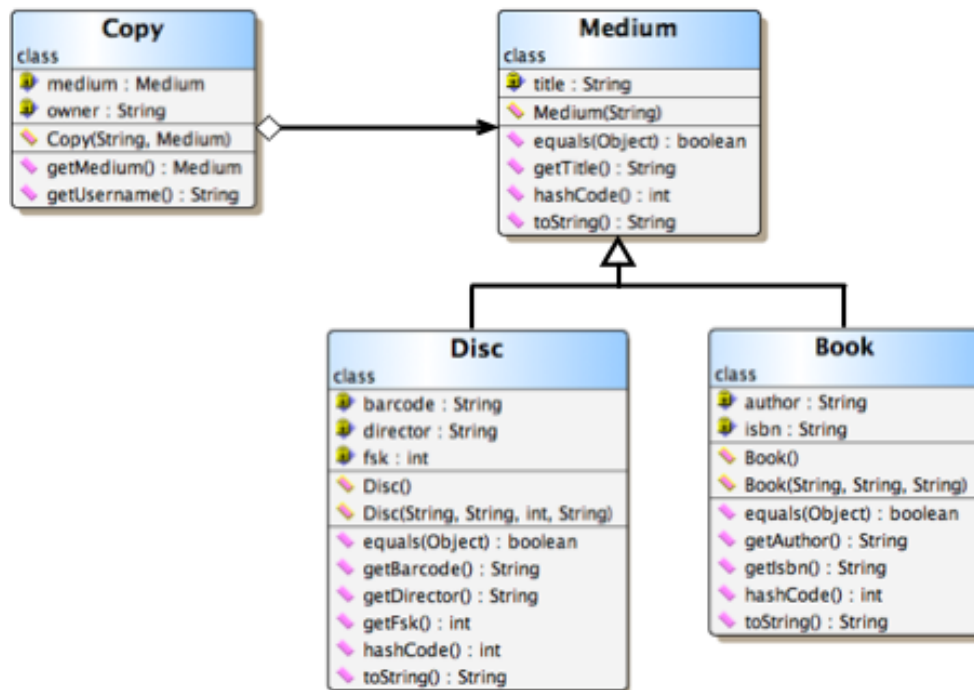 Copy
class
medium : Medium
owner : String
Copy(String, Medium)
getMedium() : Medium
getUsername() : String
Medium
class
title : String
Medium(String)
equals(Object) : boolean
getTitle() : String
hashCode() : int
toString() : String
Disc
class
barcode : String
director : String
fsk : int
Disc()
Disc(String, String, int, String)
equals(Object) : boolean
getBarcode() : String
getDirector() : String
getFsk() : int
hashCode() : int
toString() : String
Book
class
author : String
isbn : String
Book()
Book(String, String, String)
equals(Object) : boolean
getAuthor() : String
getIsbn() : String
hashCode() : int
toString() : String